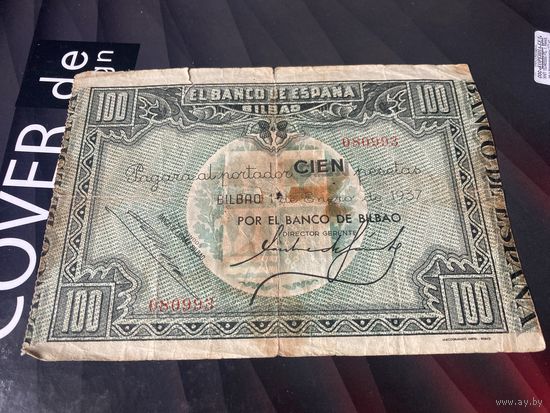 COVER de
EL BANCO DE ESPAÑA
BILBAO
100
100
080993
Pagará al portador CIEN pesetas
BILBAO 1 de Enero de 1937
POR EL BANCO DE BILBAO
DIRECTOR GERENTE
080993
100
100
BANCO DE ESPAÑA
www.ay.by